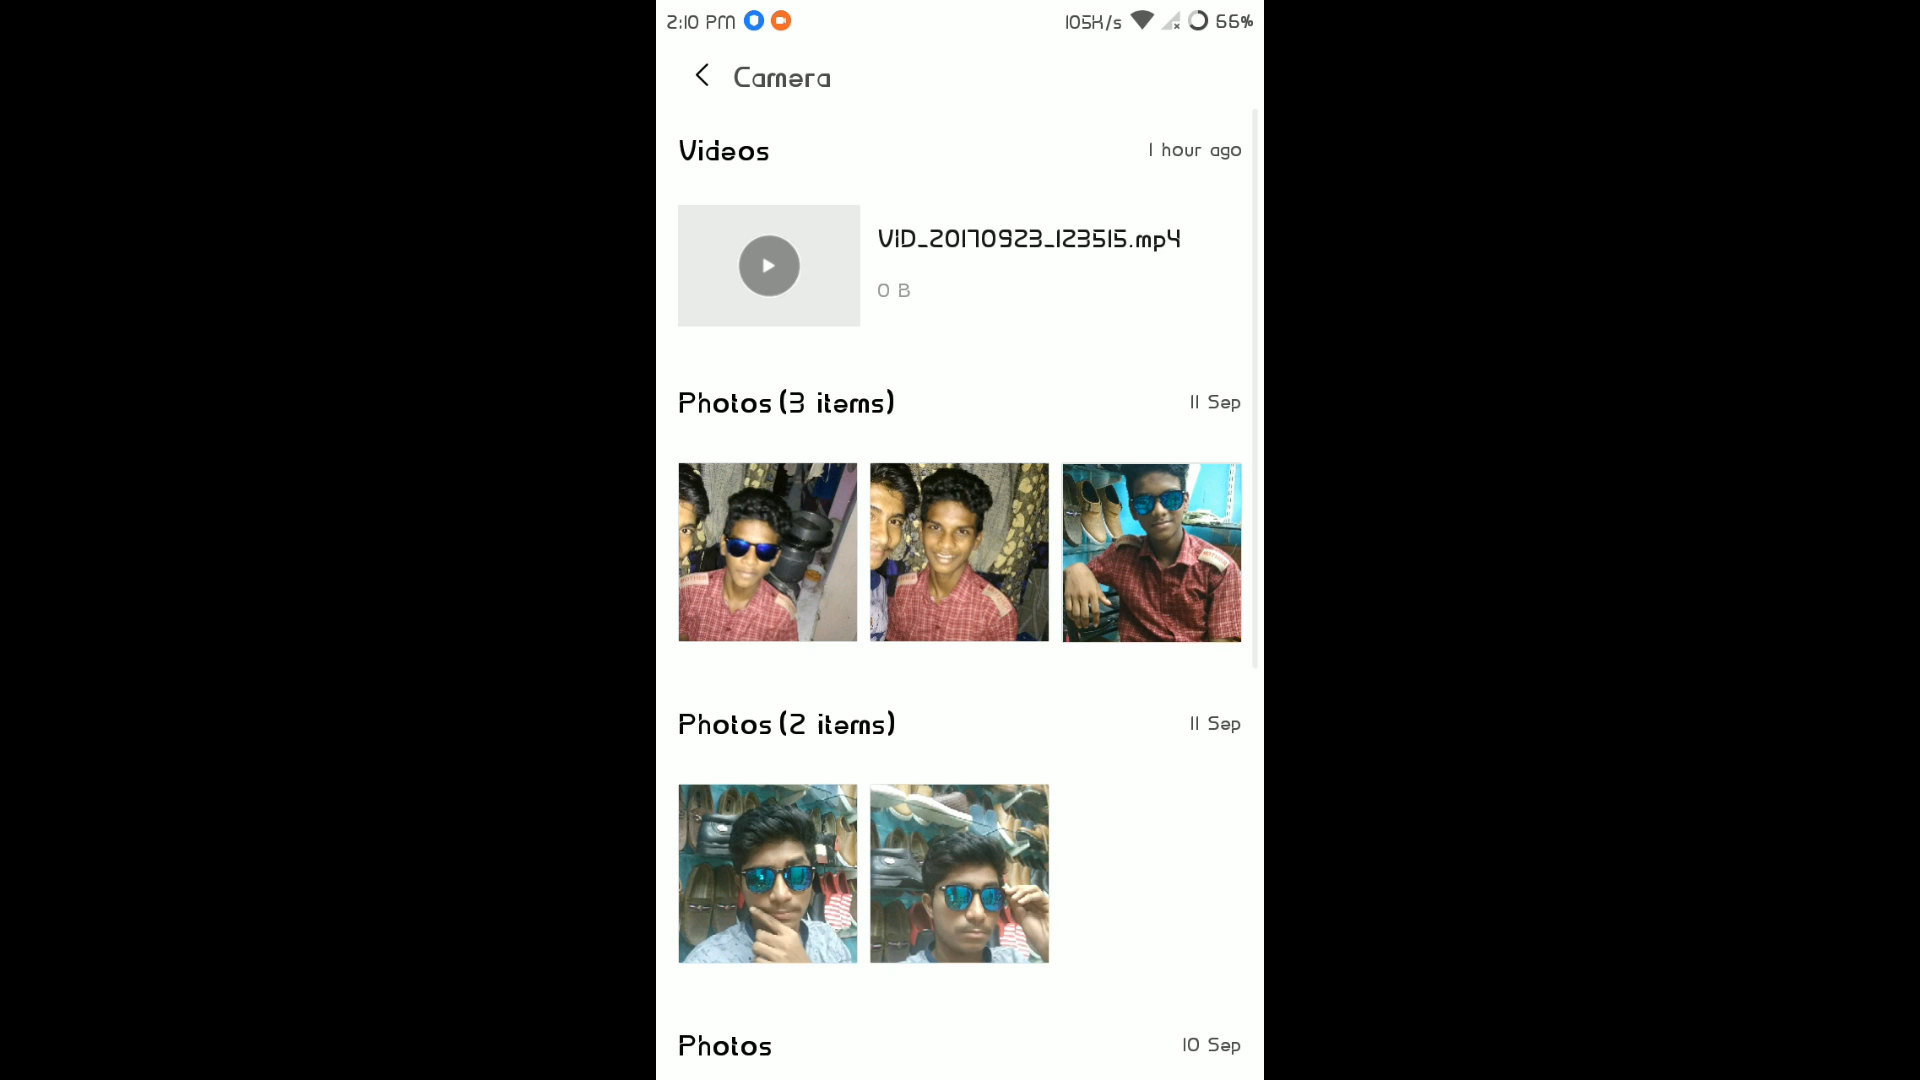 2:10 PM 105K/s 66%
Camera
Videos 1 hour ago
VID_20170923_123515.mp4
0 B
Photos (3 items) 11 Sep
Photos (2 items) 11 Sep
Photos 10 Sep